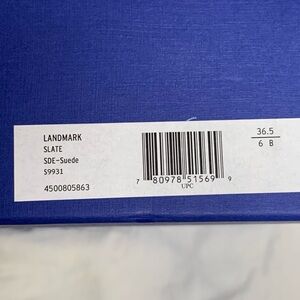 LANDMARK
SLATE
SDE-Suede
S9931
4500805863
7 80978 51569 9
UPC
36.5
6 B